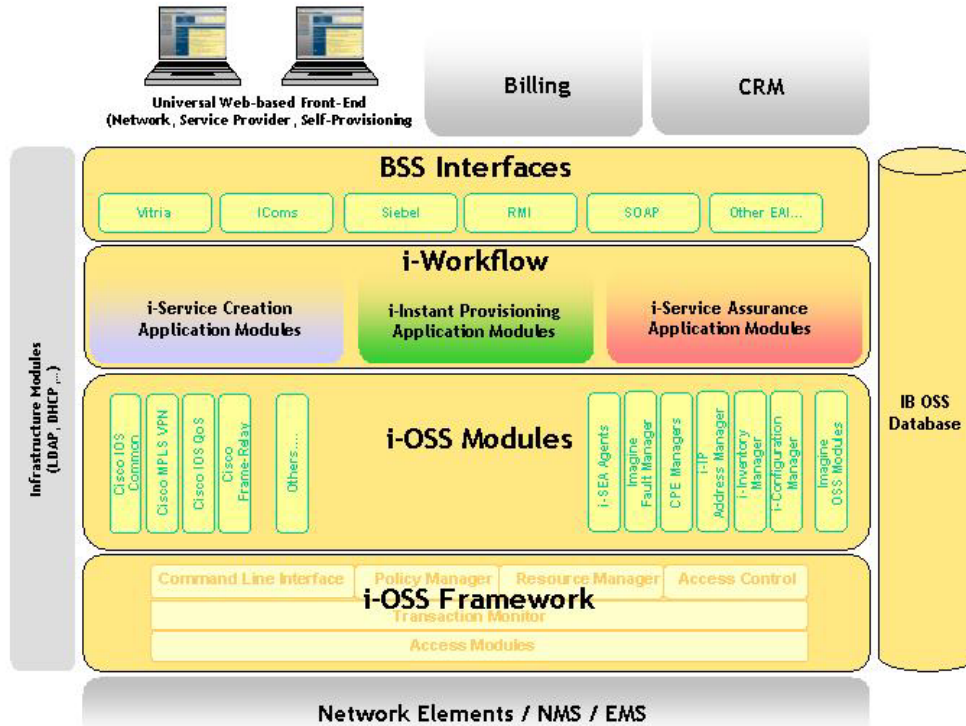 Universal Web-based Front-End
(Network, Service Provider, Self-Provisioning
Billing
CRM
Infrastructure Modules
(LDAP, DHCP,...)
BSS Interfaces
Vitria
IComs
Siebel
RMI
SOAP
Other EAI...
i-Workflow
i-Service Creation
Application Modules
i-Instant Provisioning
Application Modules
i-Service Assurance
Application Modules
i-OSS Modules
Cisco IOS
Common
Cisco MPLS VPN
Cisco IOS QoS
Cisco
Frame-Relay
Others....
i-SEA Agents
Imagine
Fault Manager
CPE Managers
i-IP
Address Manager
i-Inventory
Manager
i-Configuration
Manager
Imagine
OSS Modules
IB OSS
Database
Command Line Interface
Policy Manager
Resource Manager
Access Control
i-OSS Framework
Transaction Monitor
Access Modules
Network Elements / NMS / EMS